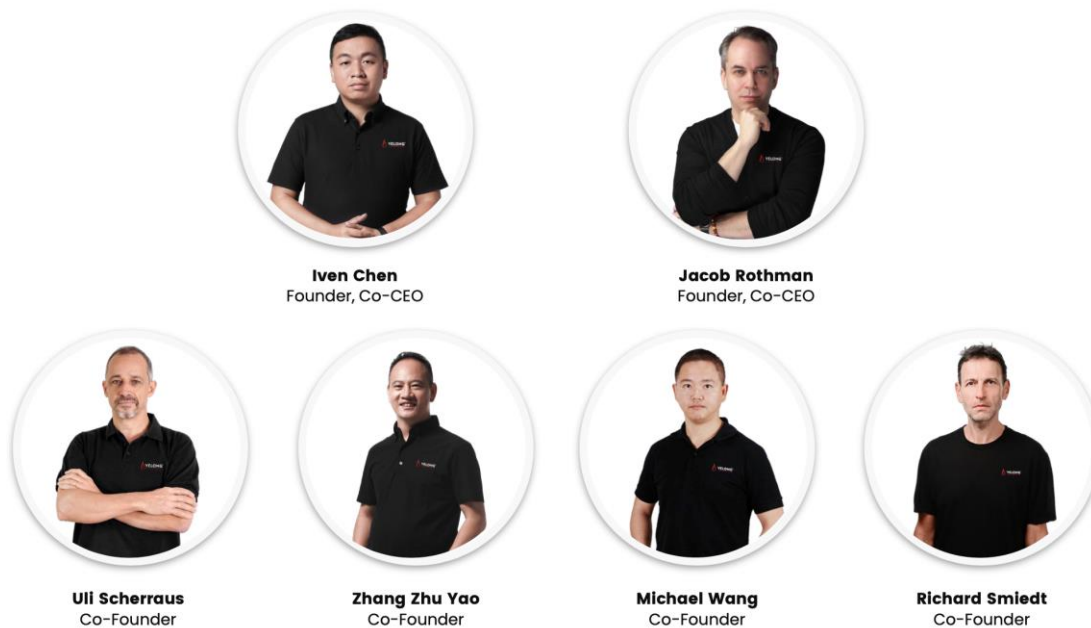 Iven Chen
Founder, Co-CEO
Jacob Rothman
Founder, Co-CEO
Uli Scherraus
Co-Founder
Zhang Zhu Yao
Co-Founder
Michael Wang
Co-Founder
Richard Smiedt
Co-Founder